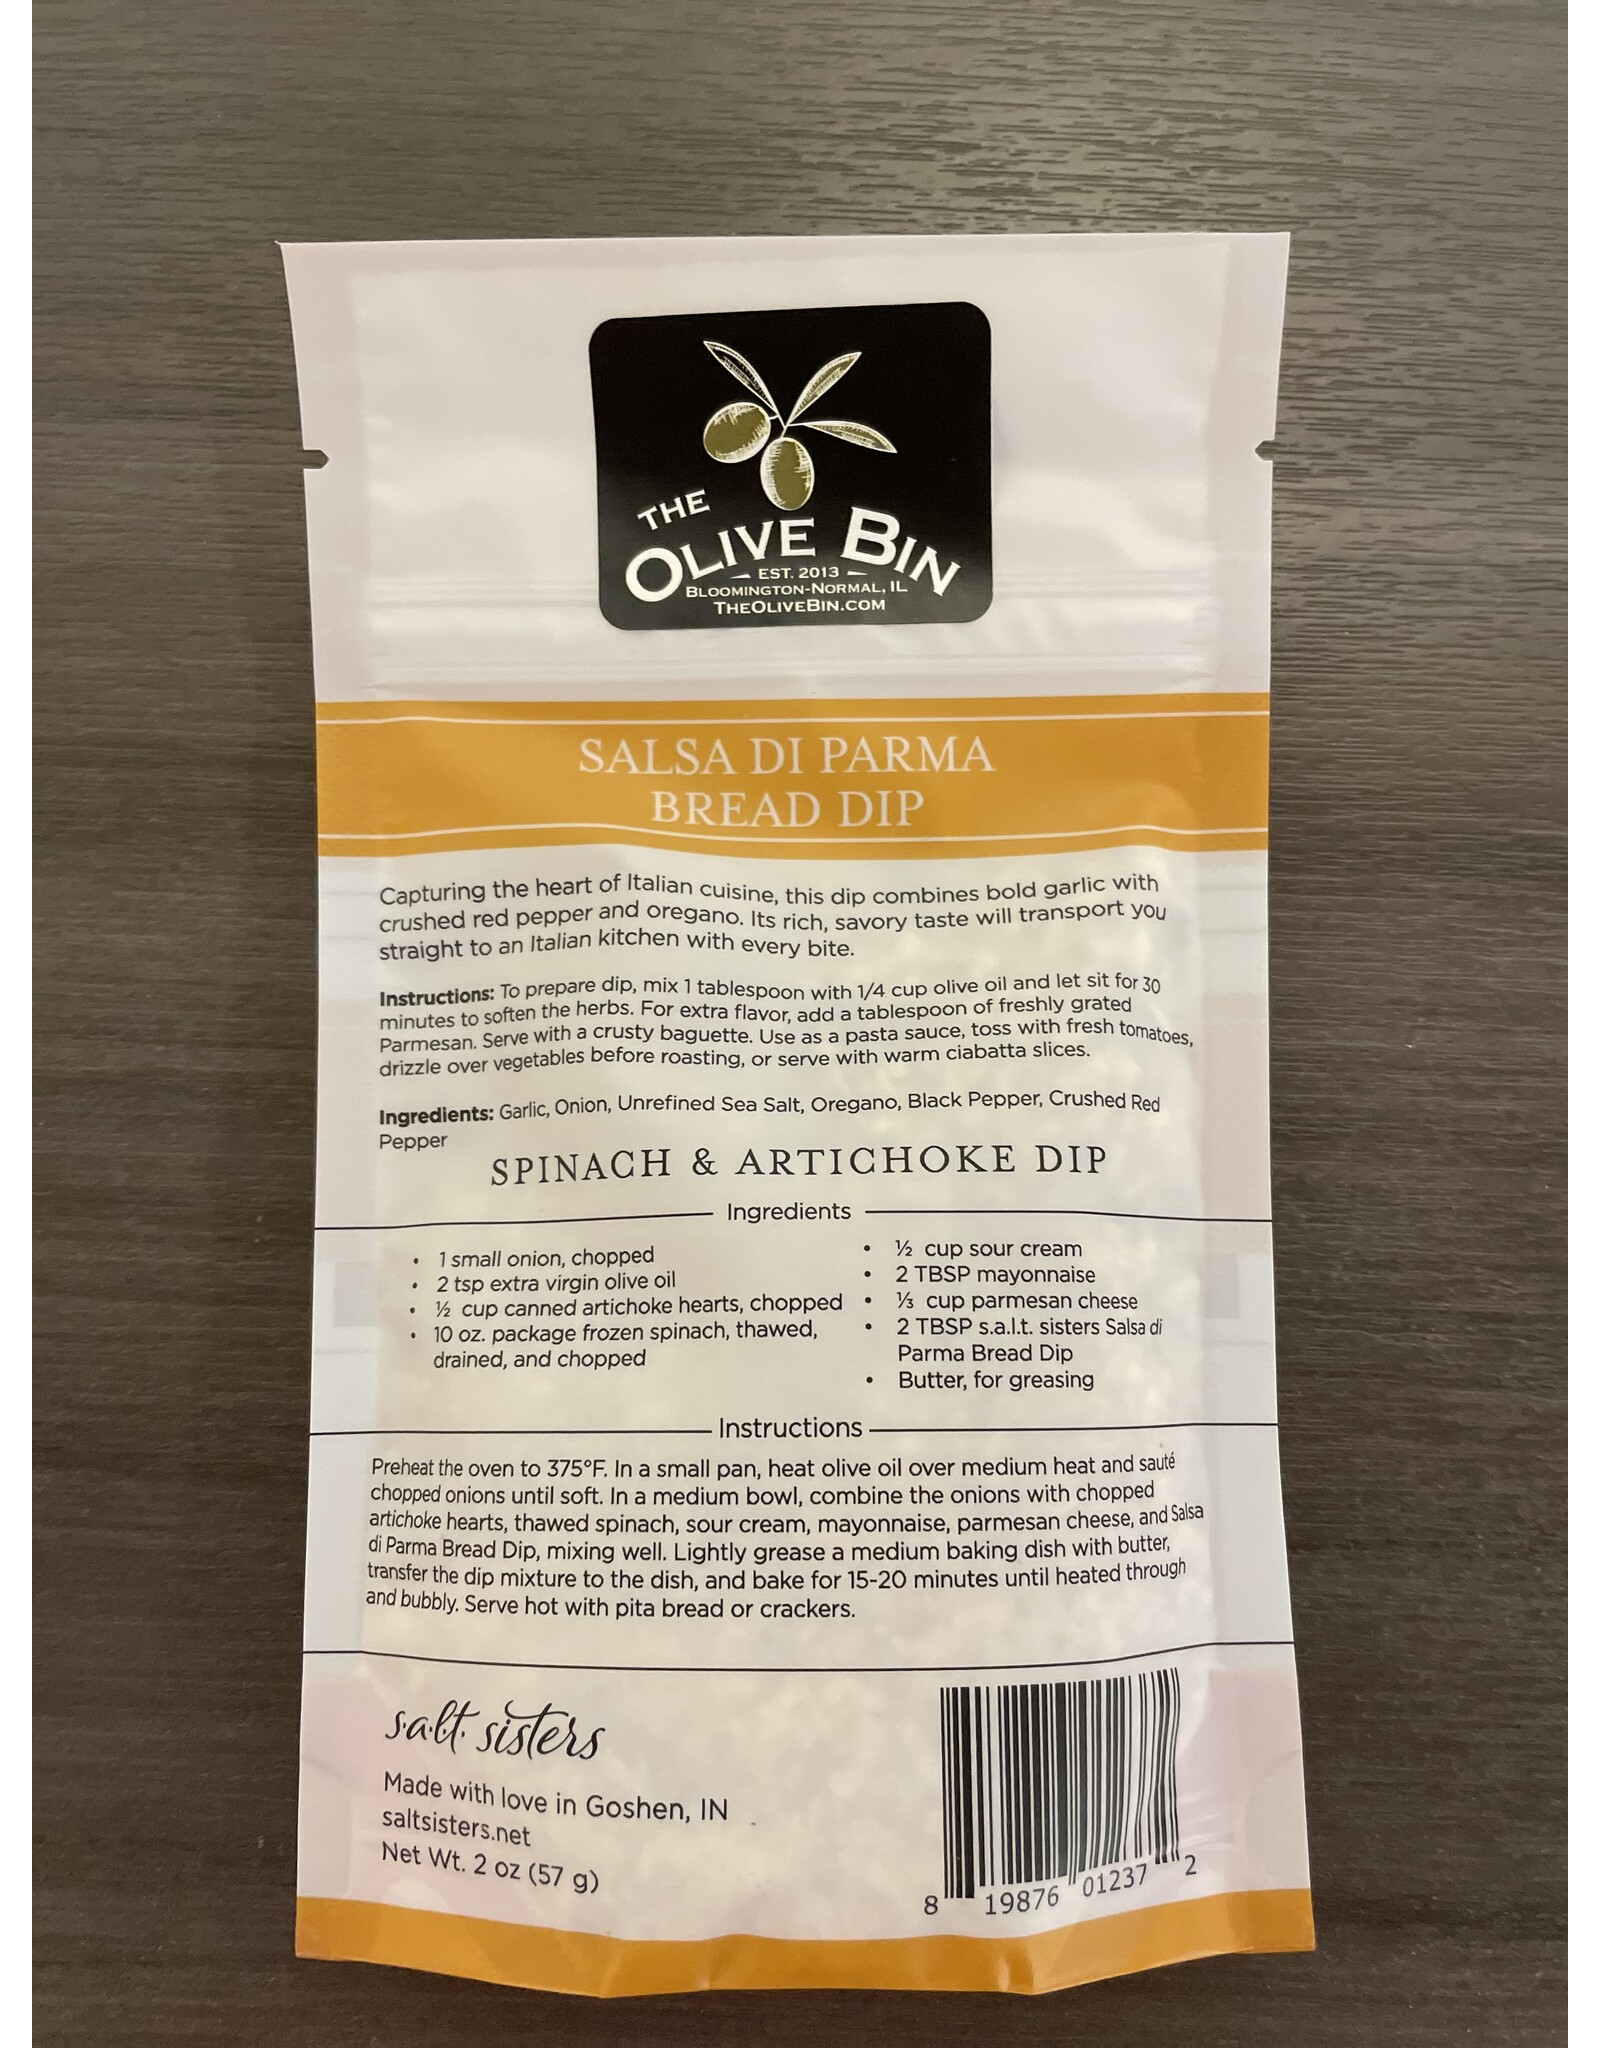 THE
OLIVE BIN
EST. 2013
BLOOMINGTON-NORMAL, IL
THEOLIVEBIN.COM
SALSA DI PARMA
BREAD DIP
Capturing the heart of Italian cuisine, this dip combines bold garlic with
crushed red pepper and oregano. Its rich, savory taste will transport you
straight to an Italian kitchen with every bite.
Instructions: To prepare dip, mix 1 tablespoon with 1/4 cup olive oil and let sit for 30
minutes to soften the herbs. For extra flavor, add a tablespoon of freshly grated
Parmesan. Serve with a crusty baguette. Use as a pasta sauce, toss with fresh tomatoes,
drizzle over vegetables before roasting, or serve with warm ciabatta slices.
Ingredients: Garlic, Onion, Unrefined Sea Salt, Oregano, Black Pepper, Crushed Red
Pepper
SPINACH & ARTICHOKE DIP
Ingredients
• 1 small onion, chopped
• 2 tsp extra virgin olive oil
• ½ cup canned artichoke hearts, chopped
• 10 oz. package frozen spinach, thawed,
drained, and chopped
• ½ cup sour cream
• 2 TBSP mayonnaise
• ⅓ cup parmesan cheese
• 2 TBSP s.a.l.t. sisters Salsa di
Parma Bread Dip
• Butter, for greasing
Instructions
Preheat the oven to 375°F. In a small pan, heat olive oil over medium heat and sauté
chopped onions until soft. In a medium bowl, combine the onions with chopped
artichoke hearts, thawed spinach, sour cream, mayonnaise, parmesan cheese, and Salsa
di Parma Bread Dip, mixing well. Lightly grease a medium baking dish with butter,
transfer the dip mixture to the dish, and bake for 15-20 minutes until heated through
and bubbly. Serve hot with pita bread or crackers.
s.a.l.t. sisters
Made with love in Goshen, IN
saltsisters.net
Net Wt. 2 oz (57 g)
8 19876 01237 2